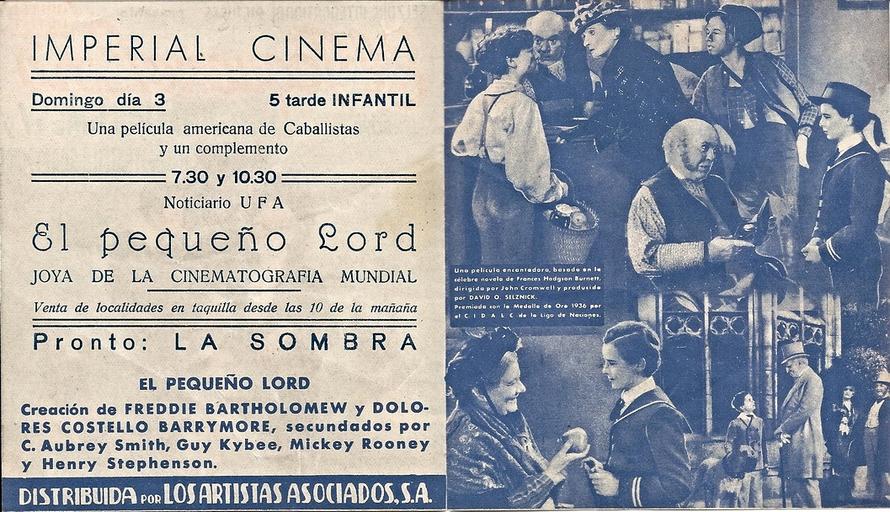 IMPERIAL CINEMA
Domingo día 3 5 tarde INFANTIL
Una película americana de Caballistas
y un complemento
7.30 y 10.30
Noticiario UFA
El pequeño Lord
JOYA DE LA CINEMATOGRAFIA MUNDIAL
Venta de localidades en taquilla desde las 10 de la mañana
Pronto: LA SOMBRA
EL PEQUEÑO LORD
Creación de FREDDIE BARTHOLOMEW y DOLO-
RES COSTELLO BARRYMORE, secundados por
C. Aubrey Smith, Guy Kybee, Mickey Rooney
y Henry Stephenson.
DISTRIBUIDA POR LOS ARTISTAS ASOCIADOS, S.A.
Una película encantadora, basada en la
célebre novela de Frances Hodgson Burnett,
dirigida por John Cromwell y producida
por DAVID O. SELZNICK.
Premiada con la Medalla de Oro 1936 por
el C I D A L C de la Liga de Naciones.